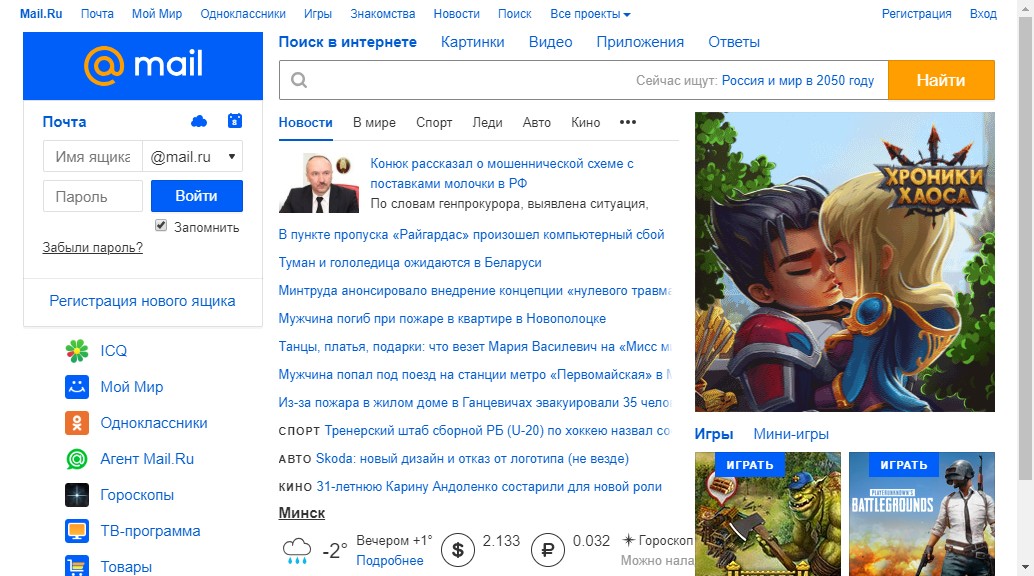 Mail.Ru Почта Мой Мир Одноклассники Игры Знакомства Новости Поиск Все проекты Регистрация Вход
mail
Поиск в интернете Картинки Видео Приложения Ответы
Сейчас ищут: Россия и мир в 2050 году Найти
Почта 8
Имя ящика @mail.ru
Пароль Войти
Запомнить
Забыли пароль?
Регистрация нового ящика
ICQ
Мой Мир
Одноклассники
Агент Mail.Ru
Гороскопы
ТВ-программа
Товары
Новости В мире Спорт Леди Авто Кино •••
Конюк рассказал о мошеннической схеме с
поставками молочки в РФ
По словам генпрокурора, выявлена ситуация,
В пункте пропуска «Райгардас» произошел компьютерный сбой
Туман и гололедица ожидаются в Беларуси
Минтруда анонсировало внедрение концепции «нулевого травма
Мужчина погиб при пожаре в квартире в Новополоцке
Танцы, платья, подарки: что везет Мария Василевич на «Мисс м
Мужчина попал под поезд на станции метро «Первомайская» в М
Из-за пожара в жилом доме в Ганцевичах эвакуировали 35 чело
СПОРТ Тренерский штаб сборной РБ (U-20) по хоккею назвал со
АВТО Skoda: новый дизайн и отказ от логотипа (не везде)
КИНО 31-летнюю Карину Андоленко состарили для новой роли
Минск
-2° Вечером +1° $ 2.133 ₽ 0.032 Гороскоп
Подробнее Можно нала
ХРОНИКИ
ХАОСА
Игры Мини-игры
ИГРАТЬ ИГРАТЬ
PLAYERUNKNOWN'S
BATTLEGROUNDS